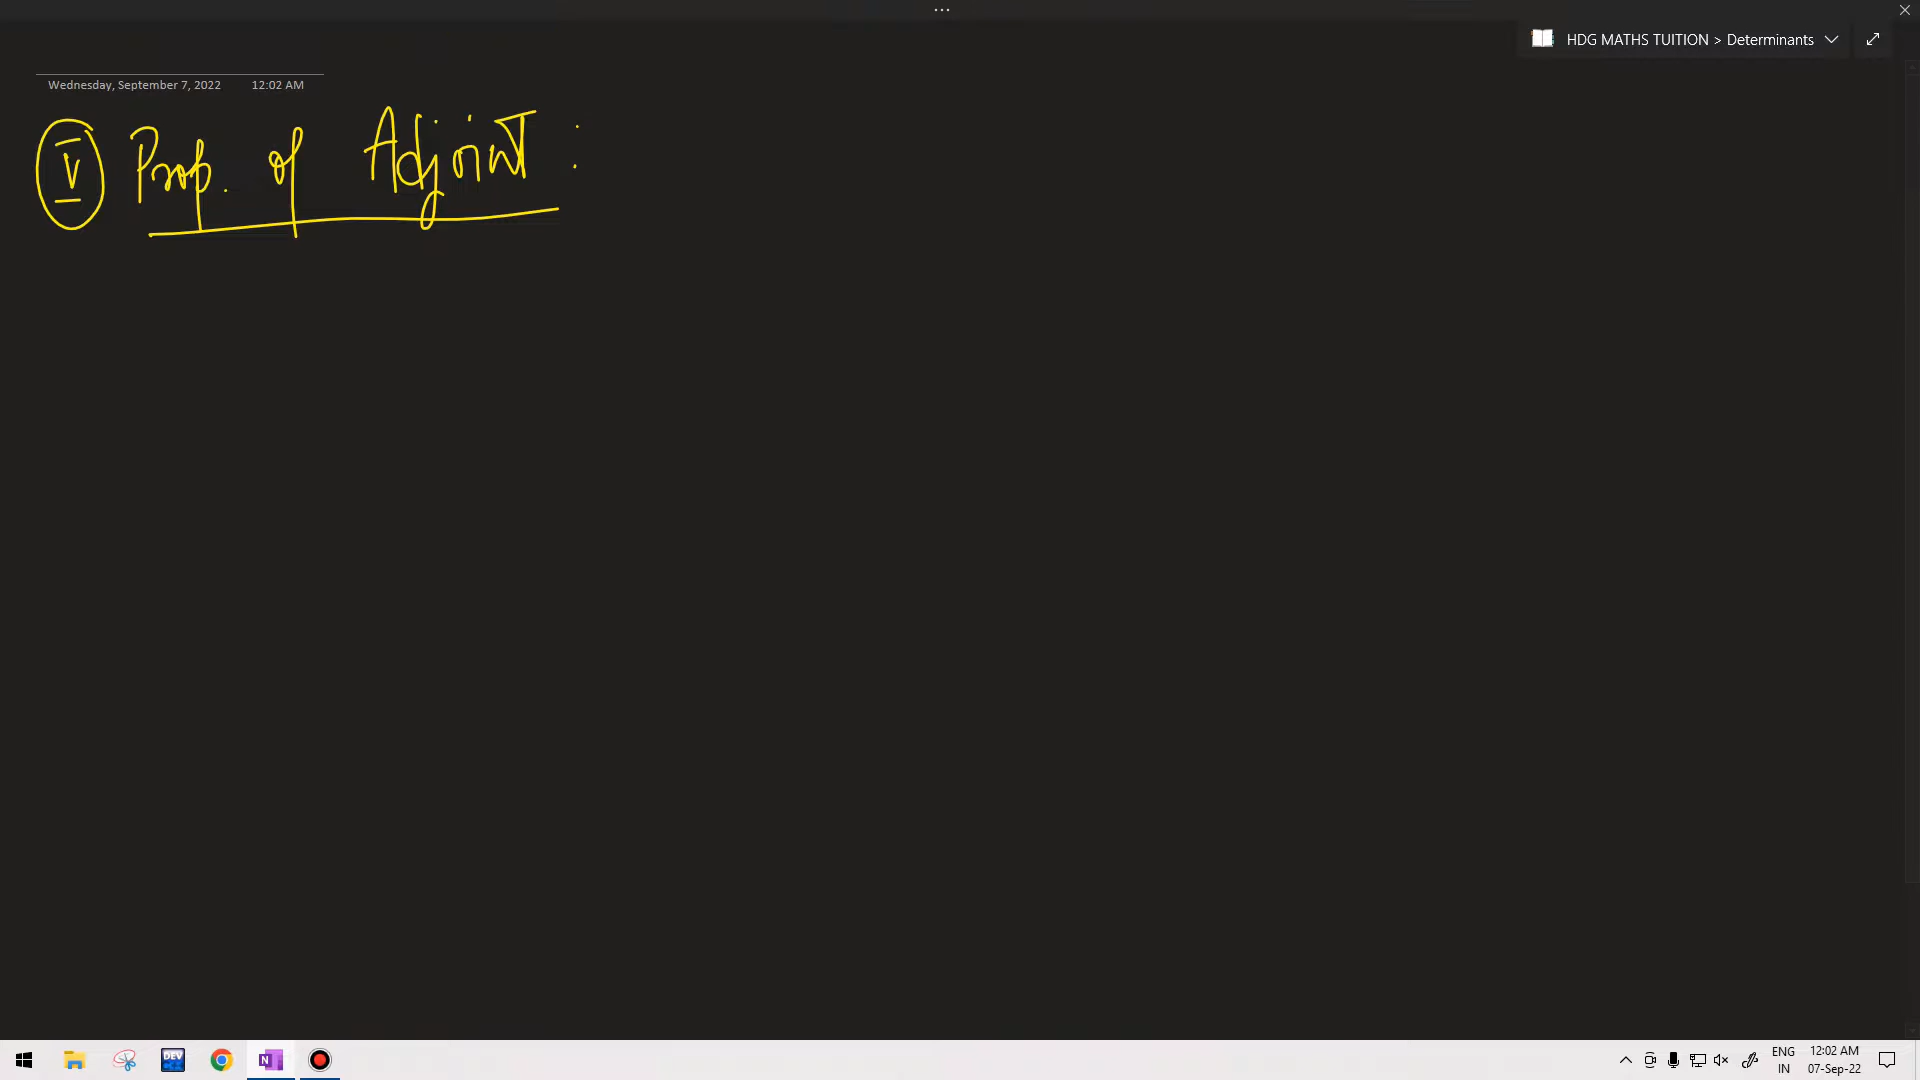 ...
HDG MATHS TUITION > Determinants
Wednesday, September 7, 2022 12:02 AM
V Prop. of Adjoint :
DEV
N
ENG
IN
12:02 AM
07-Sep-22